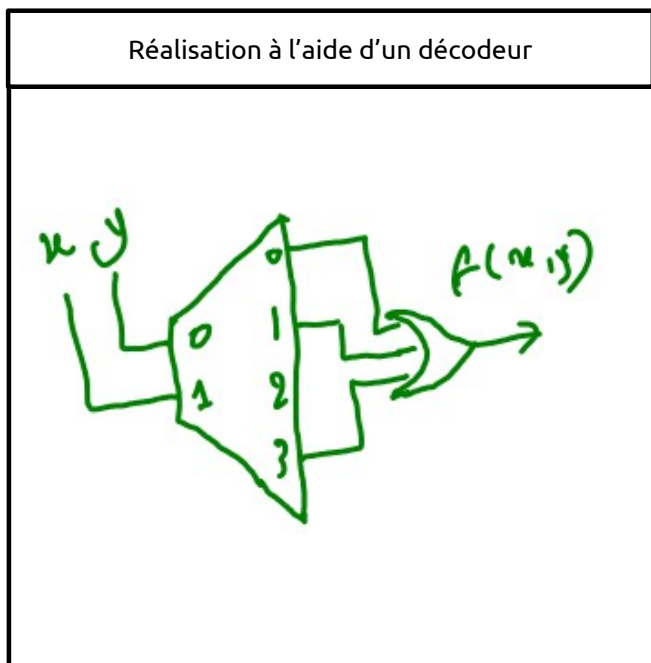 Réalisation à l’aide d’un décodeur
x y
f(x,y)
0
0
1
1
2
3